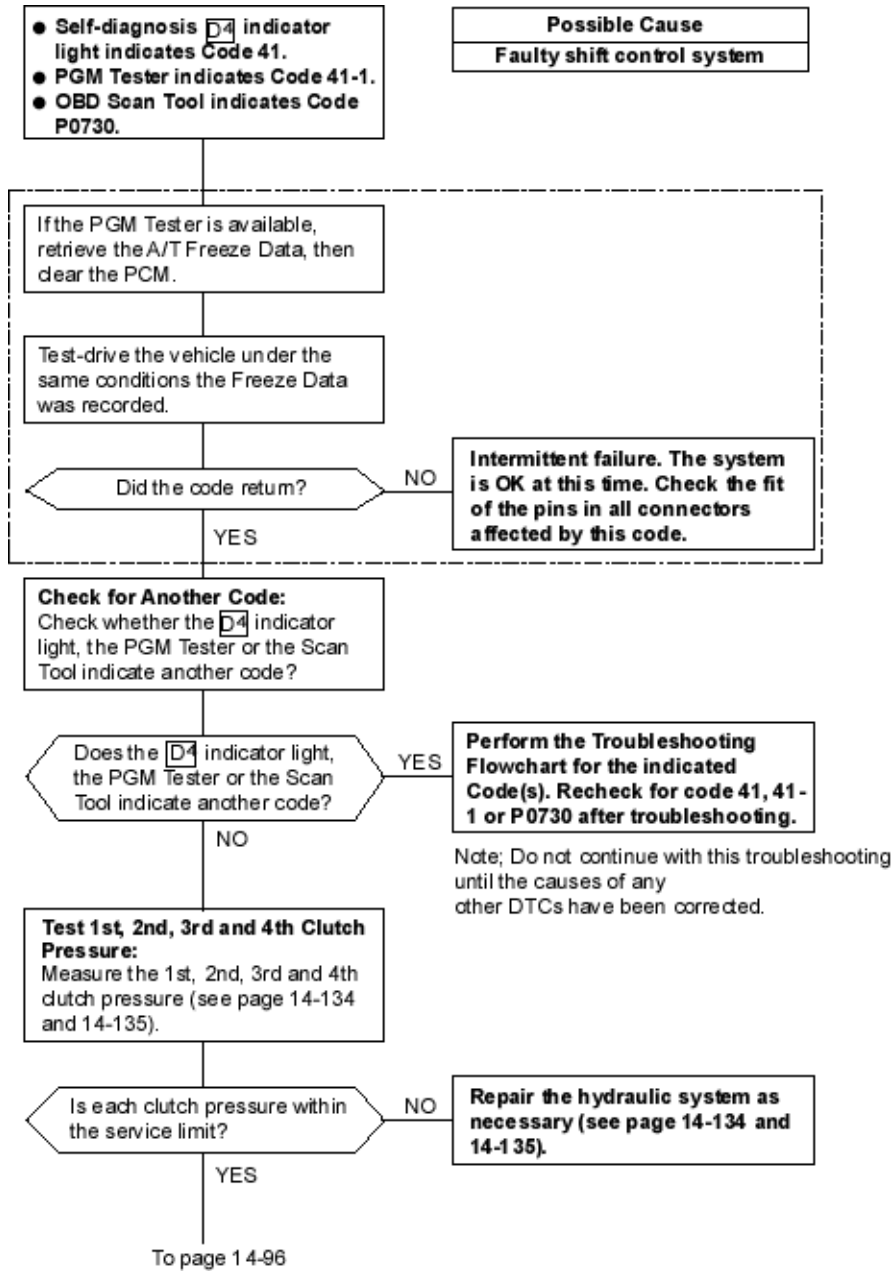 ● Self-diagnosis D4 indicator
light indicates Code 41.
● PGM Tester indicates Code 41-1.
● OBD Scan Tool indicates Code
P0730.
Possible Cause
Faulty shift control system
If the PGM Tester is available,
retrieve the A/T Freeze Data, then
clear the PCM.
Test-drive the vehicle under the
same conditions the Freeze Data
was recorded.
Did the code return?
NO
Intermittent failure. The system
is OK at this time. Check the fit
of the pins in all connectors
affected by this code.
YES
Check for Another Code:
Check whether the D4 indicator
light, the PGM Tester or the Scan
Tool indicate another code?
Does the D4 indicator light,
the PGM Tester or the Scan
Tool indicate another code?
YES
Perform the Troubleshooting
Flowchart for the indicated
Code(s). Recheck for code 41, 41-
1 or P0730 after troubleshooting.
NO
Note; Do not continue with this troubleshooting
until the causes of any
other DTCs have been corrected.
Test 1st, 2nd, 3rd and 4th Clutch
Pressure:
Measure the 1st, 2nd, 3rd and 4th
clutch pressure (see page 14-134
and 14-135).
Is each clutch pressure within
the service limit?
NO
Repair the hydraulic system as
necessary (see page 14-134 and
14-135).
YES
To page 14-96